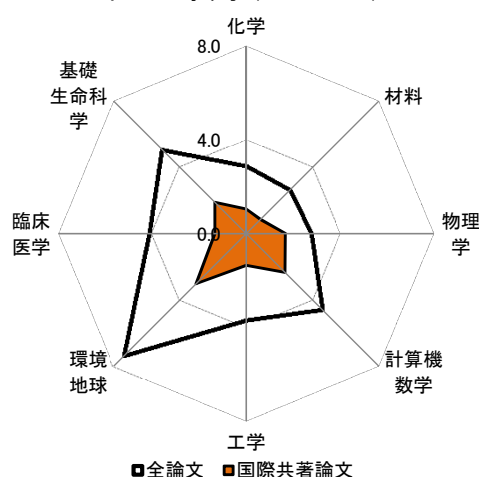 化学
8.0
基礎
生命科
学
材料
4.0
臨床
医学
0.0
物理
学
環境
地球
計算機
数学
工学
全論文 国際共著論文